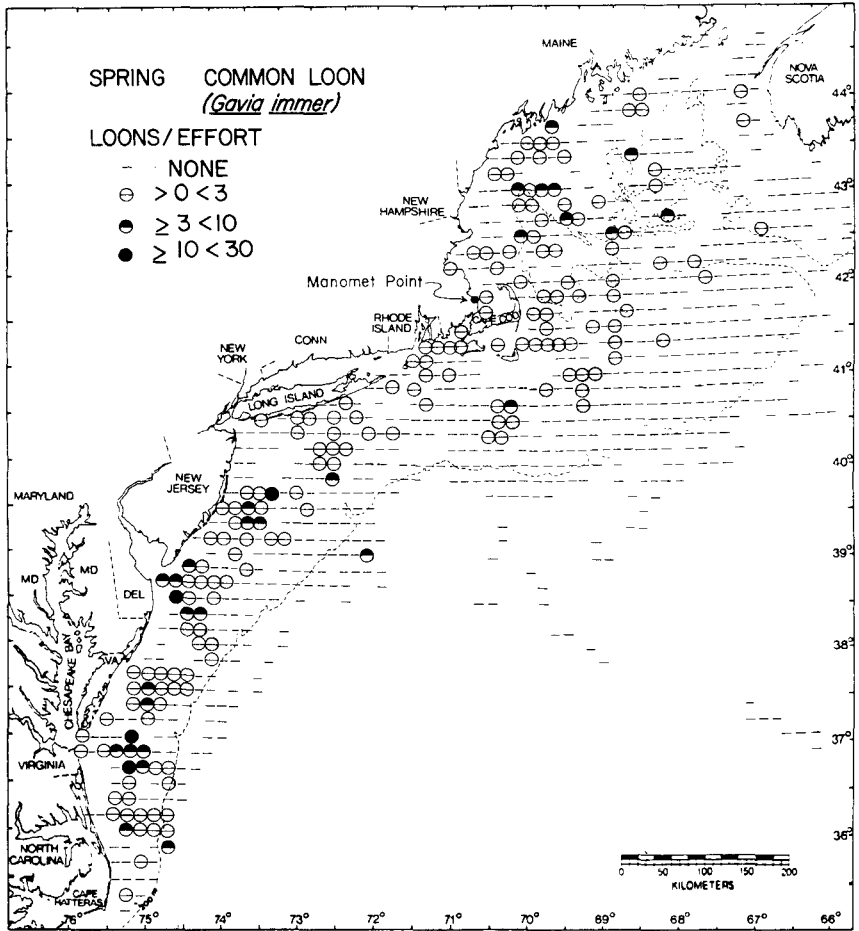 MAINE
NOVA
SCOTIA
SPRING COMMON LOON
(Gavia immer)
LOONS/EFFORT
NONE
> 0 < 3
≥ 3 < 10
≥ 10 < 30
44°
43°
42°
41°
40°
39°
38°
37°
36°
NEW
HAMPSHIRE
Manomet Point
CAPE COD
RHODE
ISLAND
CONN
NEW
YORK
LONG ISLAND
NEW
JERSEY
MARYLAND
MD
MD
DEL
VA
CHESAPEAKE BAY
VIRGINIA
NORTH
CAROLINA
CAPE
HATTERAS
200 m
0 50 100 150 200
KILOMETERS
76° 75° 74° 73° 72° 71° 70° 69° 68° 67° 66°